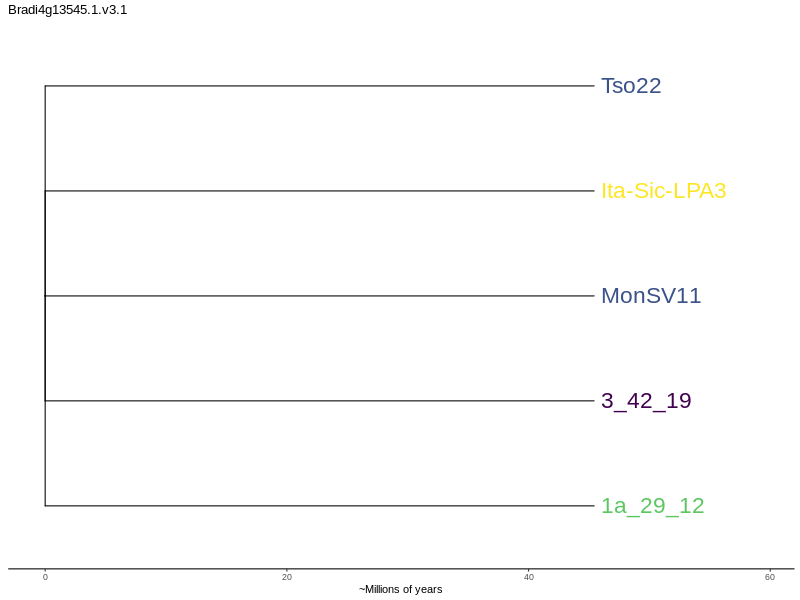 Bradi4g13545.1.v3.1
Tso22
Ita-Sic-LPA3
MonSV11
3_42_19
1a_29_12
0 20 40 60
~Millions of years